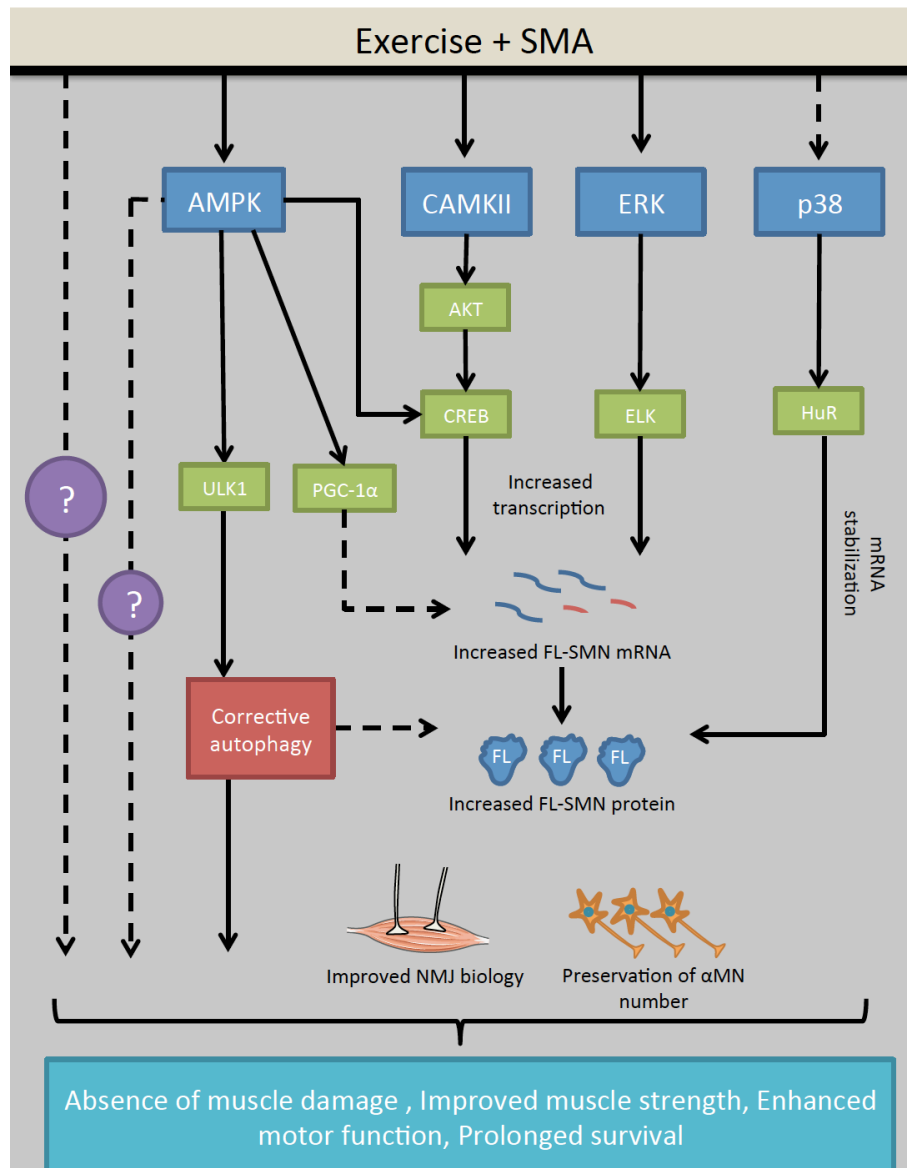 Exercise + SMA
AMPK
CAMKII
ERK
p38
AKT
CREB
ELK
HuR
ULK1
PGC-1α
?
?
Increased
transcription
mRNA
stabilization
Increased FL-SMN mRNA
Corrective
autophagy
FL
FL
FL
Increased FL-SMN protein
Improved NMJ biology
Preservation of αMN
number
Absence of muscle damage , Improved muscle strength, Enhanced
motor function, Prolonged survival